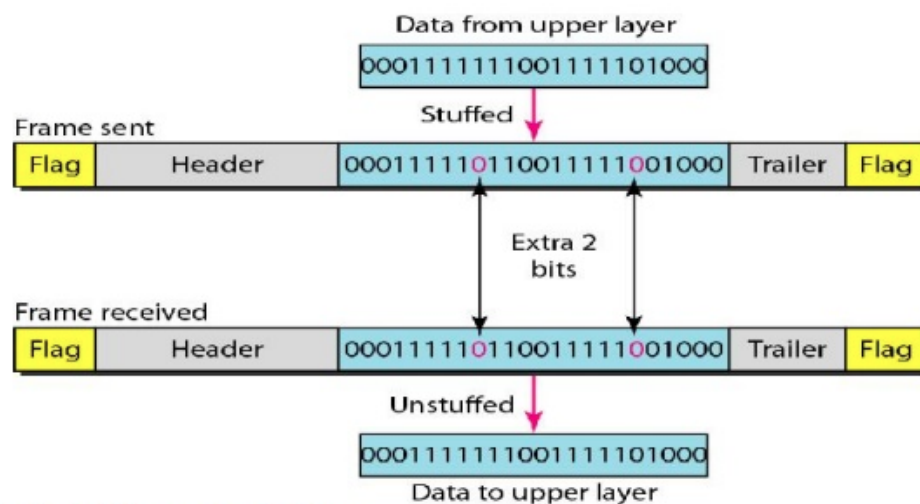 Data from upper layer
0001111111001111101000
Stuffed
Frame sent
Flag Header 000111110110011111001000 Trailer Flag
Extra 2
bits
Frame received
Flag Header 000111110110011111001000 Trailer Flag
Unstuffed
0001111111001111101000
Data to upper layer